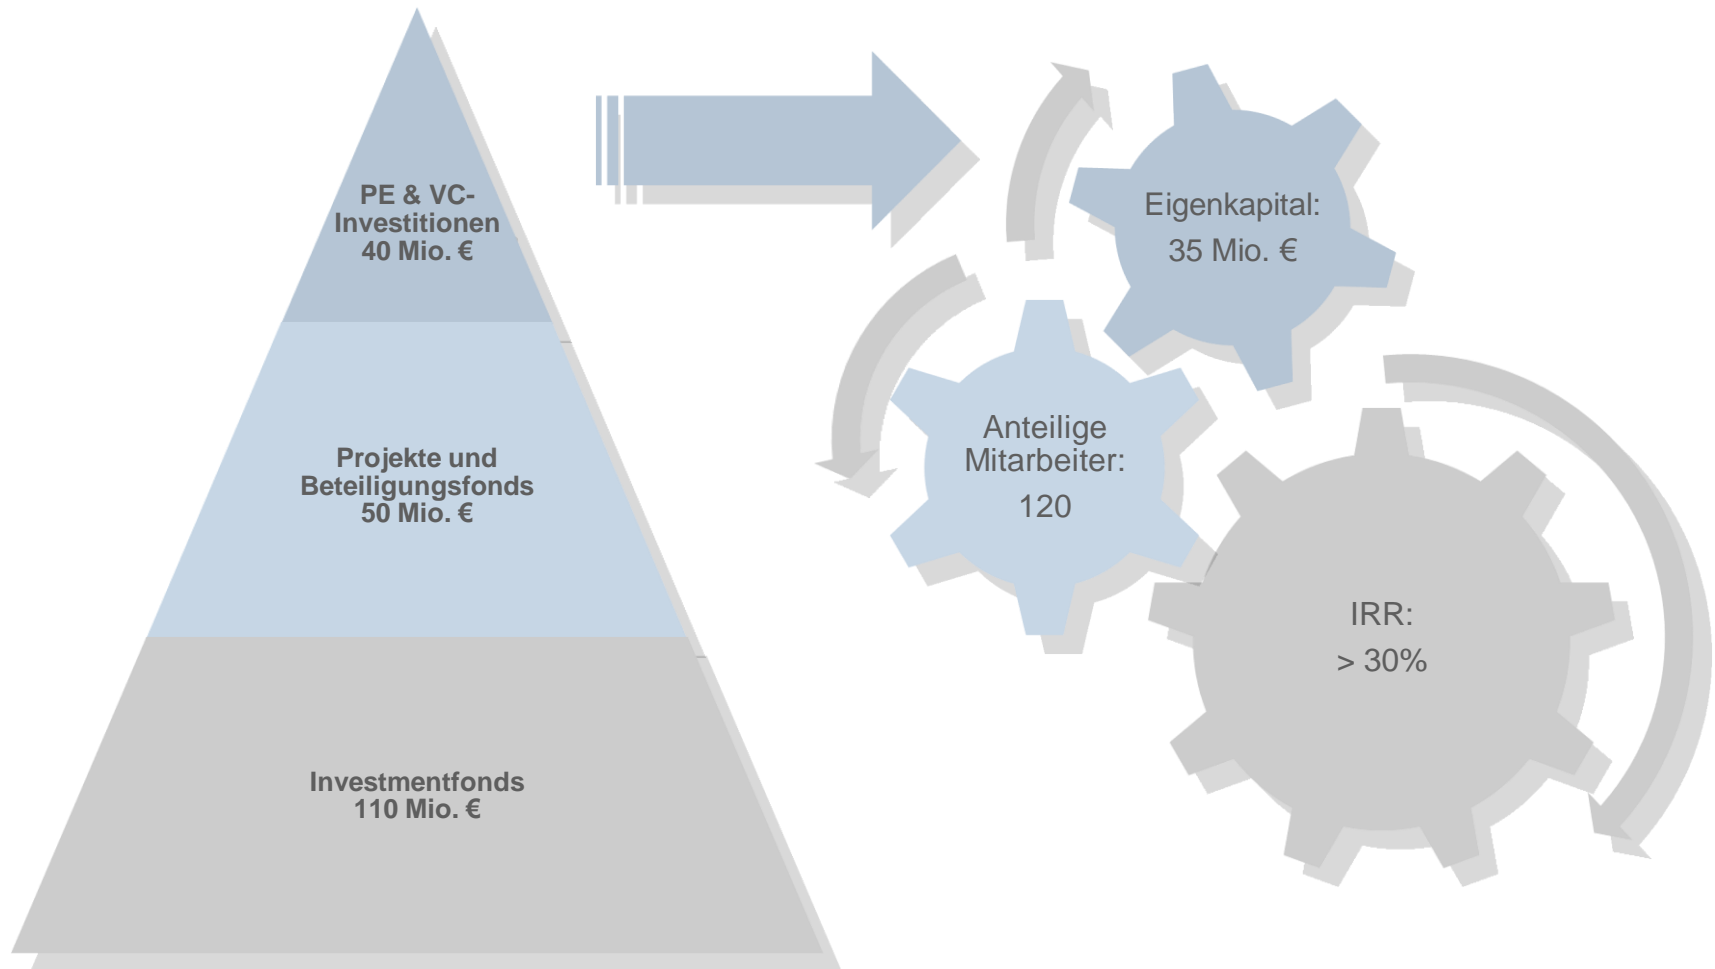 PE & VC-
Investitionen
40 Mio. €
Projekte und
Beteiligungsfonds
50 Mio. €
Investmentfonds
110 Mio. €
Eigenkapital:
35 Mio. €
Anteilige
Mitarbeiter:
120
IRR:
> 30%